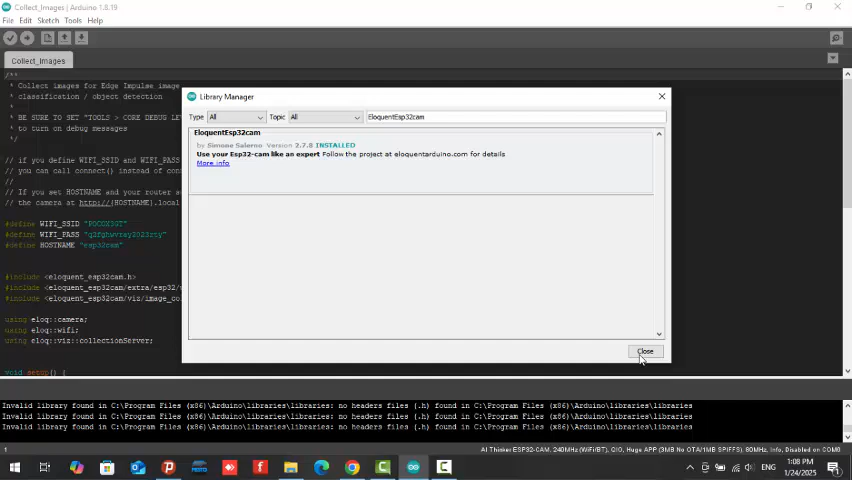 Collect_Images | Arduino 1.8.19
File Edit Sketch Tools Help
Collect_Images
/**
* Collect images for Edge Impulse image
* classification / object detection
*
* BE SURE TO SET "TOOLS > CORE DEBUG LE
* to turn on debug messages
*/
// if you define WIFI_SSID and WIFI_PASS
// you can call connect() instead of con
//
// If you set HOSTNAME and your router su
// the camera at http://{HOSTNAME}.local
#define WIFI_SSID "POCOX3GT"
#define WIFI_PASS
#define HOSTNAME "esp32cam"
#include <eloquent_esp32cam.h>
#include <eloquent_esp32cam/extra/esp32/
#include <eloquent_esp32cam/viz/image_co
using eloq::camera;
using eloq::wifi;
using eloq::viz::collectionServer;
void setup() {
Library Manager
Type All Topic All EloquentEsp32cam
EloquentEsp32cam
by Simone Salerno Version 2.7.8 INSTALLED
Use your Esp32-cam like an expert Follow the project at eloquentarduino.com for details
More info
Close
Invalid library found in C:\Program Files (x86)\Arduino\libraries\libraries: no headers files (.h) found in C:\Program Files (x86)\Arduino\libraries\libraries
Invalid library found in C:\Program Files (x86)\Arduino\libraries\libraries: no headers files (.h) found in C:\Program Files (x86)\Arduino\libraries\libraries
Invalid library found in C:\Program Files (x86)\Arduino\libraries\libraries: no headers files (.h) found in C:\Program Files (x86)\Arduino\libraries\libraries
1
AI Thinker ESP32-CAM, 240MHz (WiFi/BT), QIO, Huge APP (3MB No OTA/1MB SPIFFS), 80MHz, Info, Disabled on COM8
ENG
1:08 PM
1/24/2025